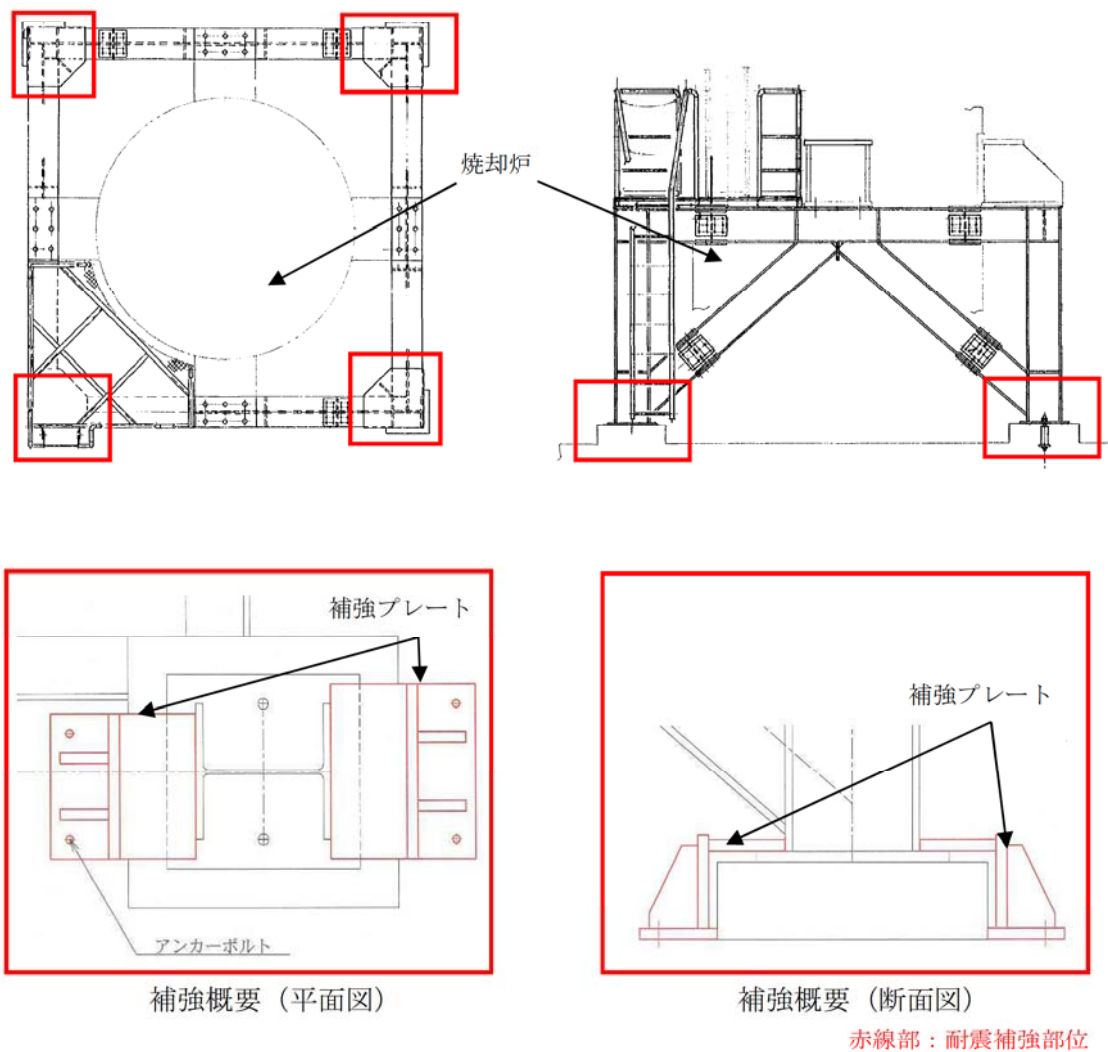 焼却炉
補強プレート
アンカーボルト
補強プレート
補強概要（平面図）
補強概要（断面図）
赤線部：耐震補強部位